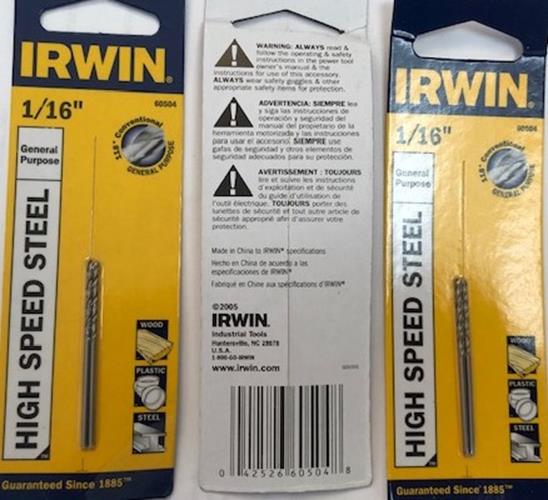 IRWIN®
1/16"
60504
General
Purpose
118° Conventional
GENERAL PURPOSE
HIGH SPEED STEEL™
WOOD
PLASTIC
STEEL
Guaranteed Since 1885™
WARNING: ALWAYS read &
follow the operating & safety
instructions in the power tool
owner's manual & the
instructions for use of this accessory.
ALWAYS wear safety goggles & other
appropriate safety items for protection.
ADVERTENCIA: SIEMPRE lea
y siga las instrucciones de
operación y seguridad del
manual del propietario de la
herramienta motorizada y las instrucciones
para usar el accesorio. SIEMPRE use
gafas de seguridad y otros elementos de
seguridad adecuados para su protección.
AVERTISSEMENT : TOUJOURS
lire et suivre les instructions
d'exploitation et de sécurité
du guide d'utilisation de
l'outil électrique. TOUJOURS porter des
lunettes de sécurité et tout autre article de
sécurité approprié afin d'assurer votre
protection.
Made in China to IRWIN® specifications
Hecho en China de acuerdo a las
especificaciones de IRWIN®
Fabriqué en Chine aux spécifications d'IRWIN®
©2005
IRWIN®
Industrial Tools
Huntersville, NC 28078
U.S.A.
1-800-GO-IRWIN
www.irwin.com
0 42526 60504 8
IRWIN®
1/16"
60504
General
Purpose
118° Conventional
GENERAL PURPOSE
HIGH SPEED STEEL™
WOOD
PLASTIC
STEEL
Guaranteed Since 1885™